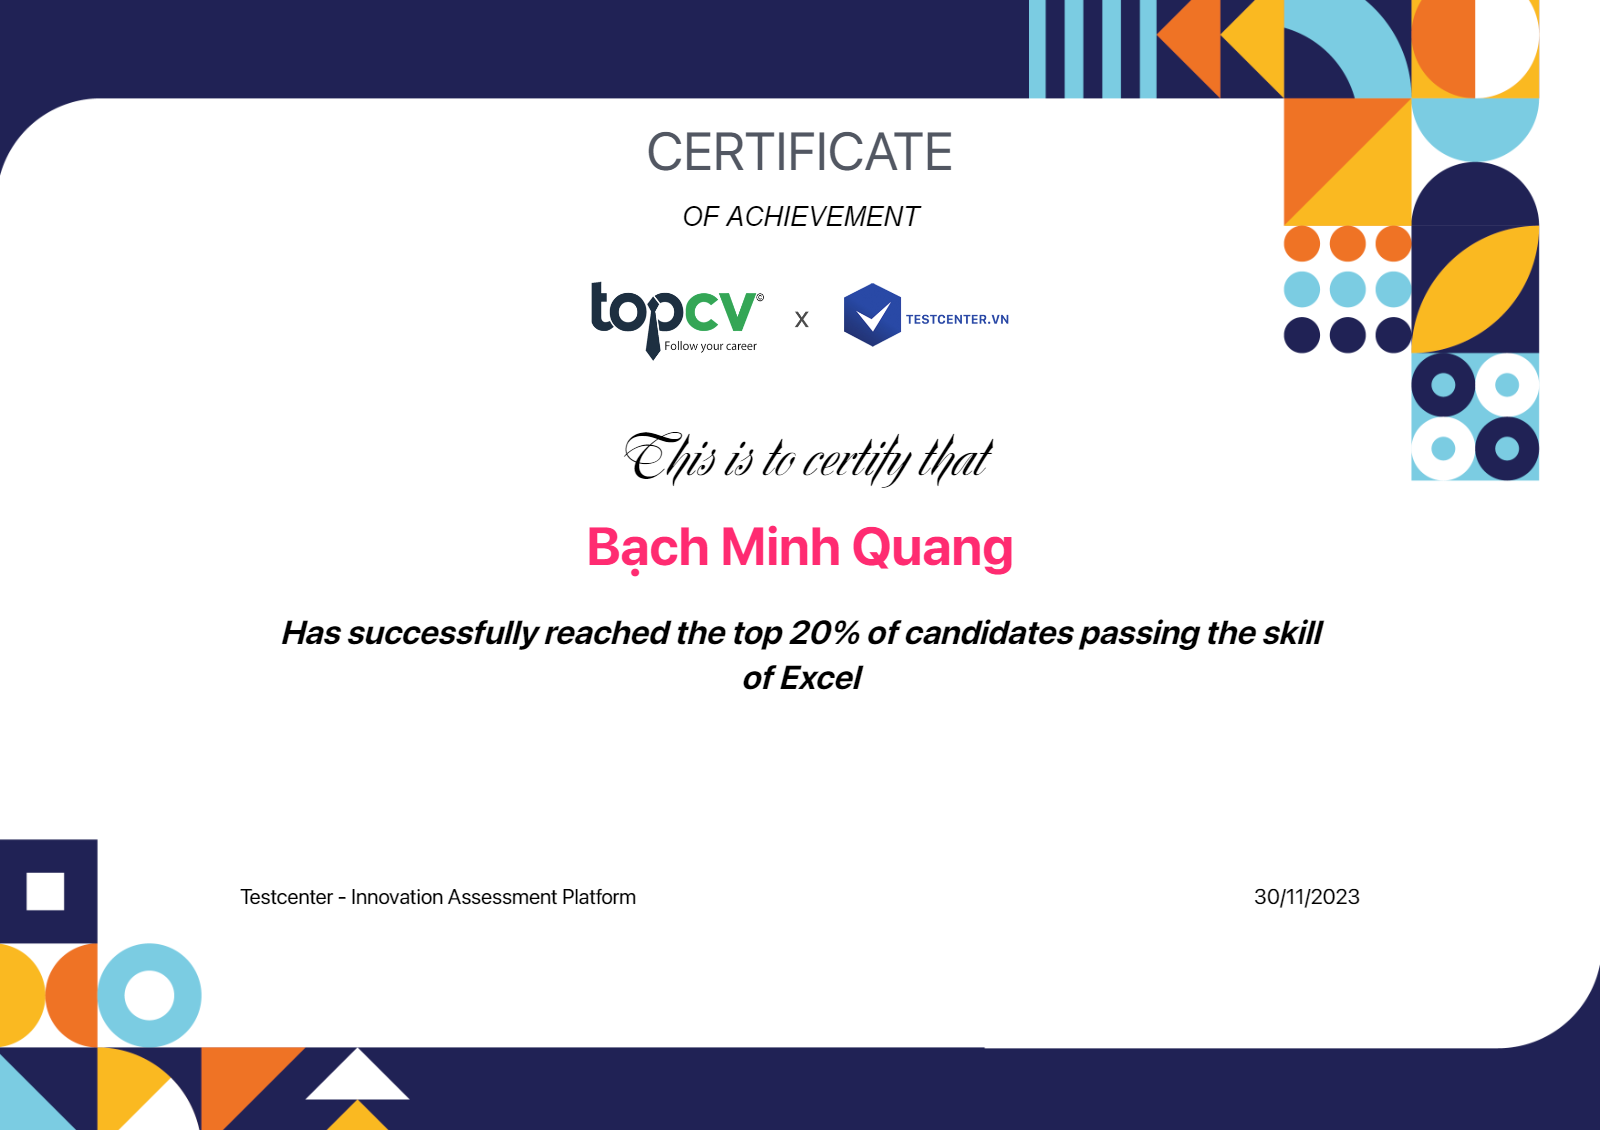 CERTIFICATE
OF ACHIEVEMENT
topcv©
Follow your career
x
TESTCENTER.VN
This is to certify that
Bạch Minh Quang
Has successfully reached the top 20% of candidates passing the skill
of Excel
Testcenter - Innovation Assessment Platform
30/11/2023